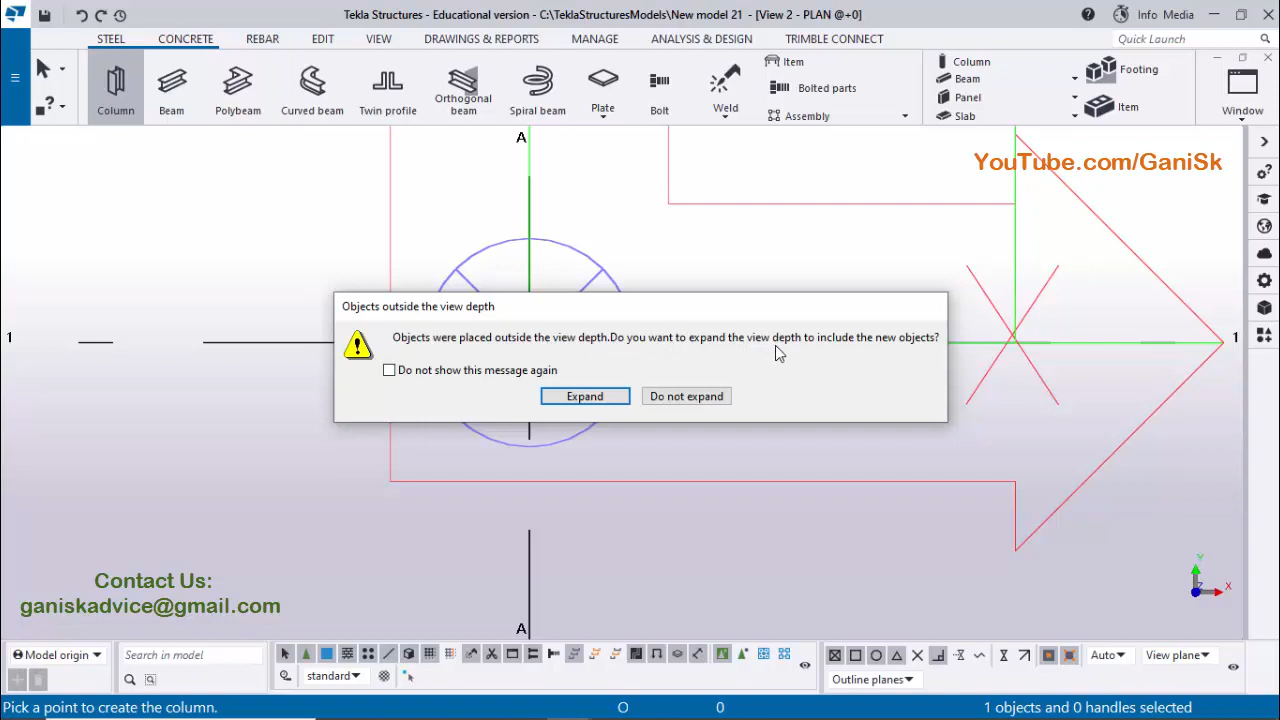 Tekla Structures - Educational version - C:\TeklaStructuresModels\New model 21 - [View 2 - PLAN @+0]
Info Media
STEEL CONCRETE REBAR EDIT VIEW DRAWINGS & REPORTS MANAGE ANALYSIS & DESIGN TRIMBLE CONNECT Quick Launch
Column Beam Polybeam Curved beam Twin profile Orthogonal beam Spiral beam Plate Bolt Weld
Item
Bolted parts
Assembly
Column
Beam
Panel
Slab
Footing
Item
Window
A
YouTube.com/GaniSk
Objects outside the view depth
1 Objects were placed outside the view depth.Do you want to expand the view depth to include the new objects? 1
Do not show this message again
Expand Do not expand
Y
Z X
Contact Us:
ganiskadvice@gmail.com
A
Model origin Search in model Auto View plane
standard Outline planes
Pick a point to create the column. O 0 1 objects and 0 handles selected